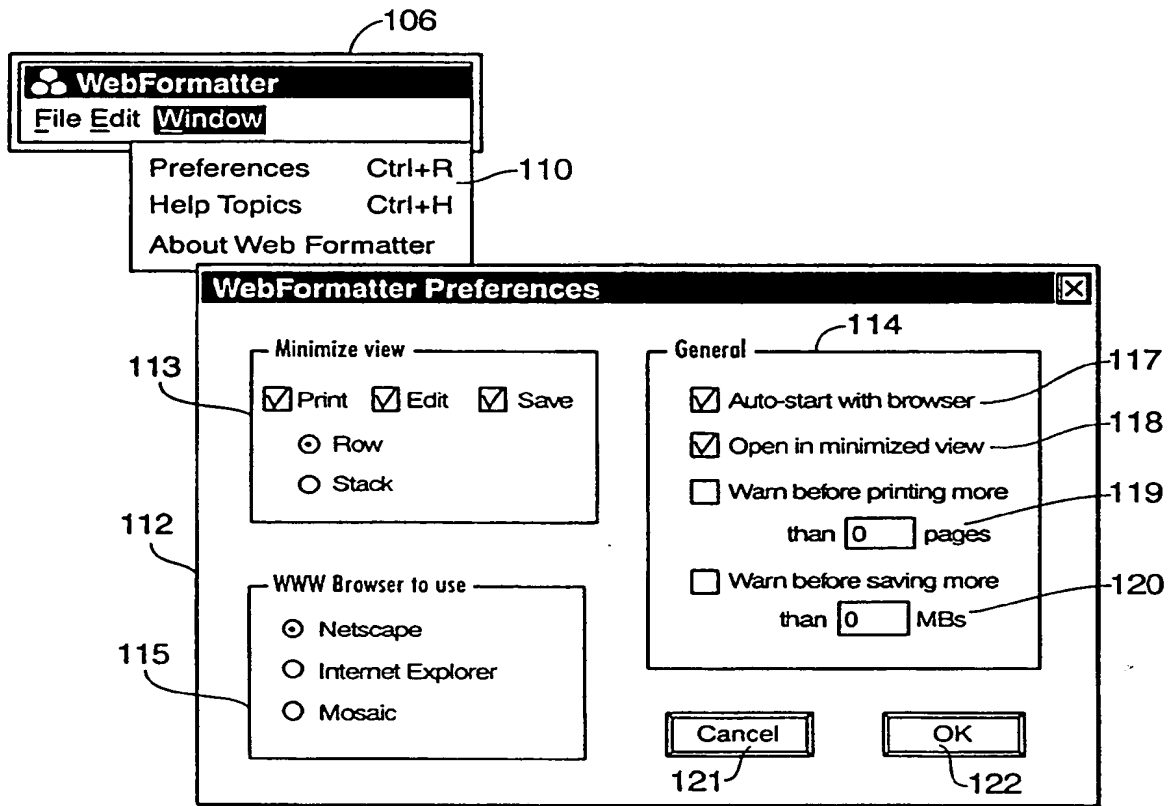 106
WebFormatter
File Edit Window
Preferences Ctrl+R
110
Help Topics Ctrl+H
About Web Formatter
WebFormatter Preferences
Minimize view
113
Print Edit Save
Row
Stack
112
WWW Browser to use
Netscape
115
Internet Explorer
Mosaic
114
General
117
Auto-start with browser
118
Open in minimized view
Warn before printing more
119
than 0 pages
Warn before saving more
120
than 0 MBs
Cancel OK
121 122